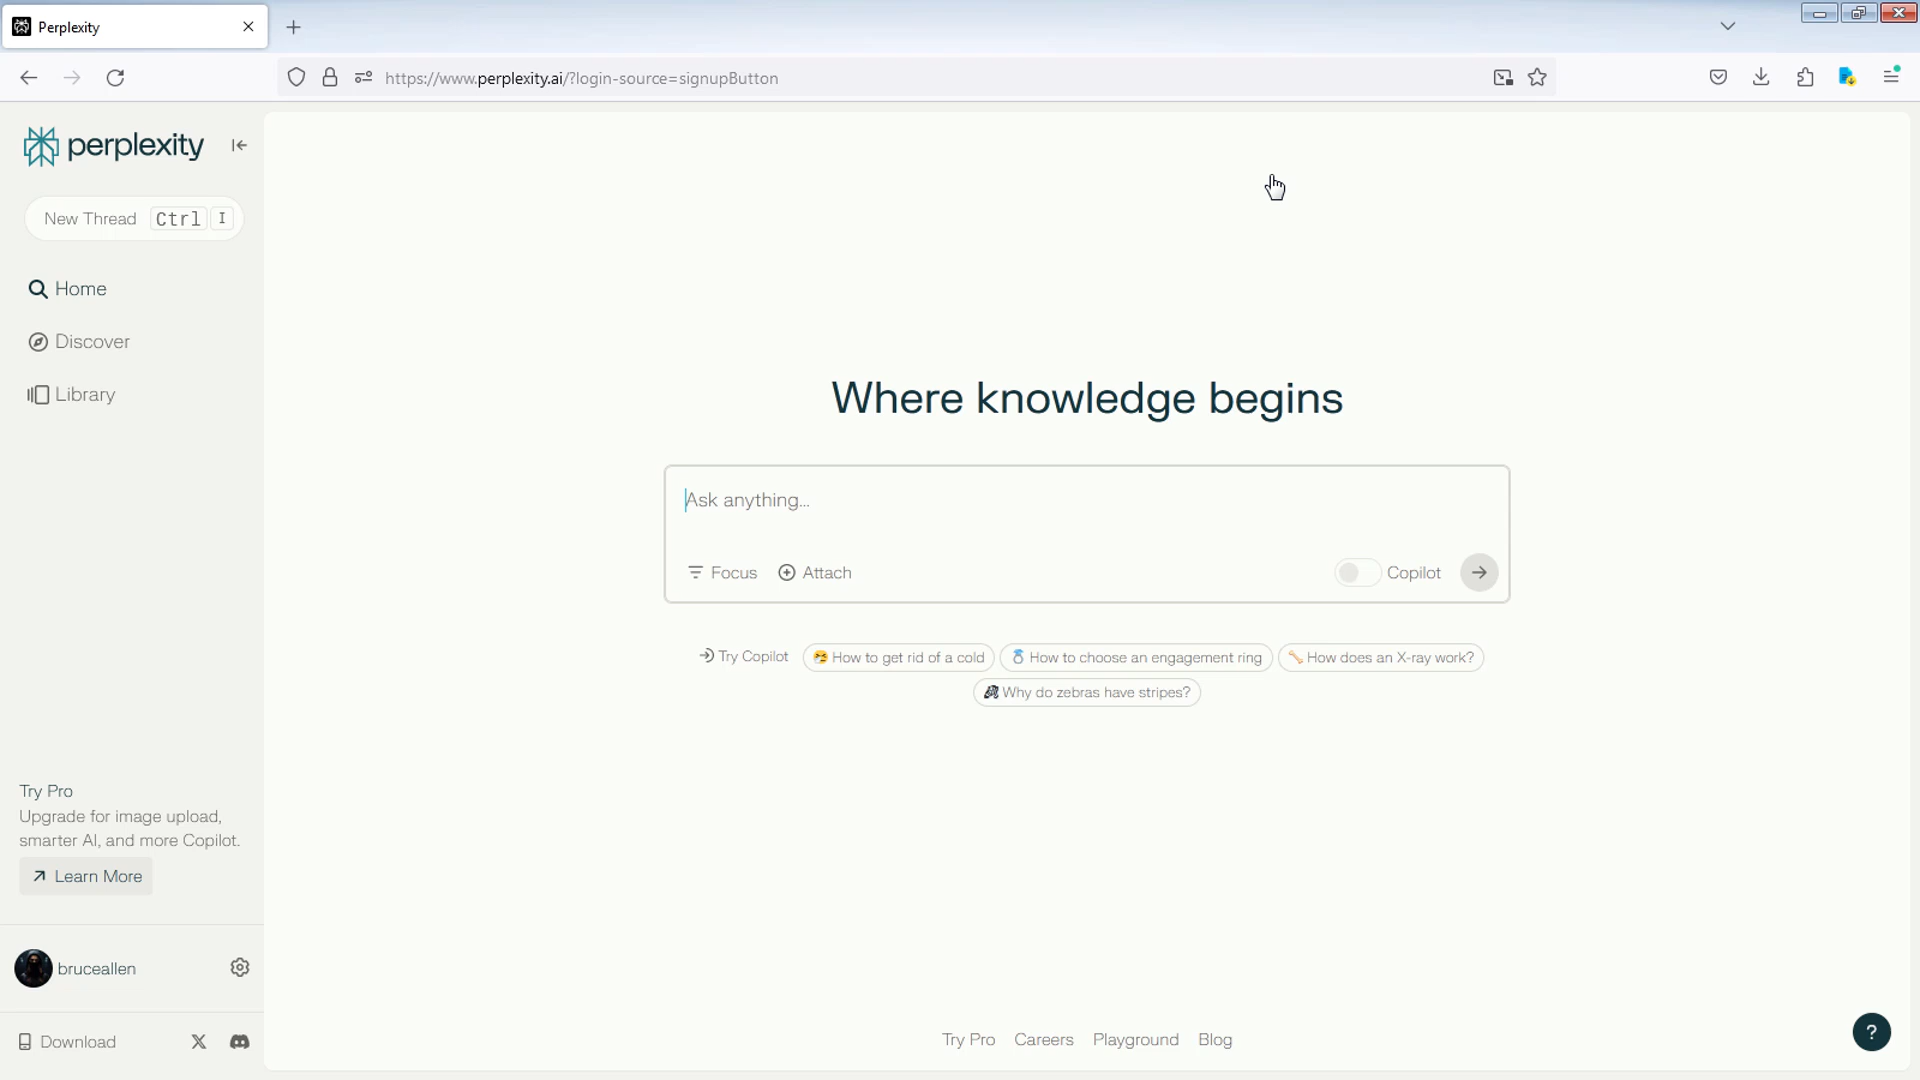 Perplexity
https://www.perplexity.ai/?login-source=signupButton
perplexity
New Thread Ctrl I
Home
Discover
Library
Where knowledge begins
Ask anything...
Focus Attach Copilot
Try Copilot How to get rid of a cold How to choose an engagement ring How does an X-ray work?
Why do zebras have stripes?
Try Pro
Upgrade for image upload,
smarter AI, and more Copilot.
Learn More
bruceallen
Download X
Try Pro Careers Playground Blog
?